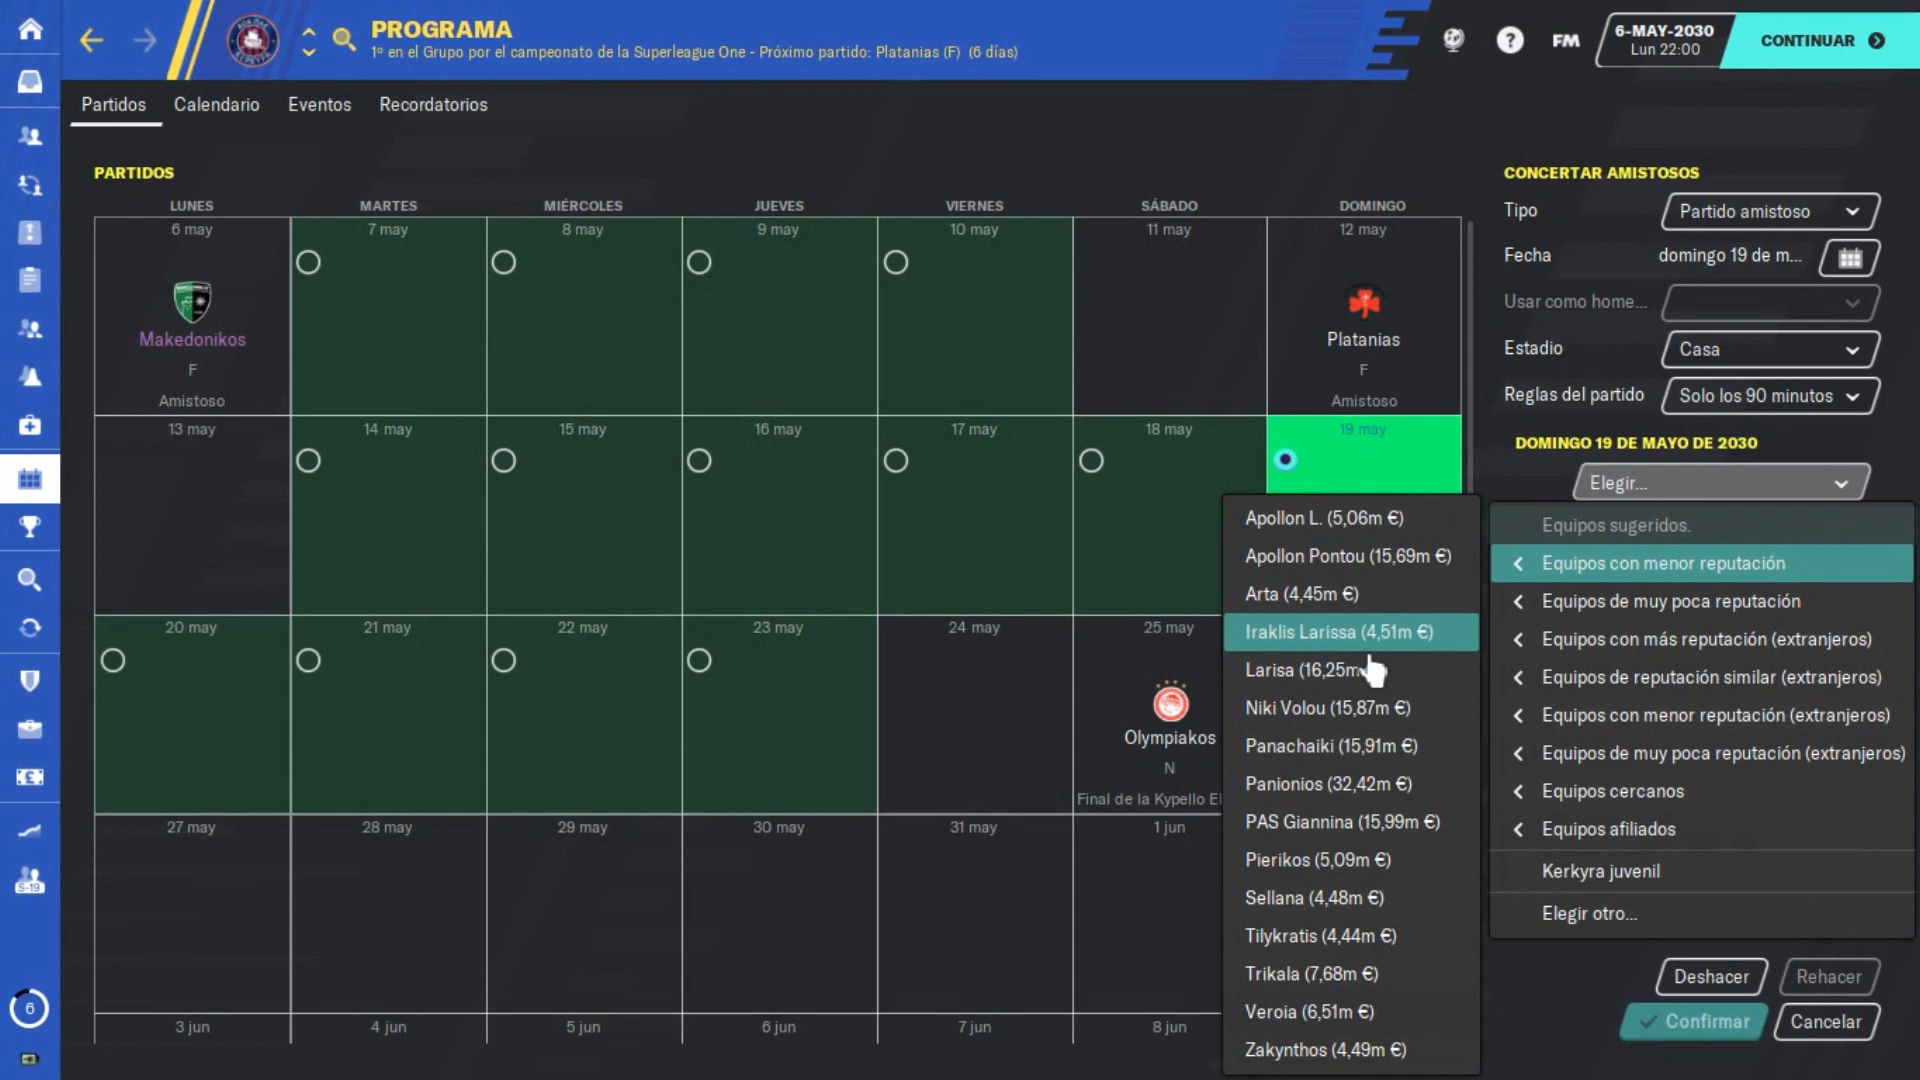 PROGRAMA
1º en el Grupo por el campeonato de la Superleague One - Próximo partido: Platanias (F) (6 días)
FM
6-MAY-2030
Lun 22:00
CONTINUAR
Partidos Calendario Eventos Recordatorios
PARTIDOS
LUNES MARTES MIÉRCOLES JUEVES VIERNES SÁBADO DOMINGO
6 may 7 may 8 may 9 may 10 may 11 may 12 may
Makedonikos
F
Amistoso
Platanias
F
Amistoso
13 may 14 may 15 may 16 may 17 may 18 may 19 may
20 may 21 may 22 may 23 may 24 may 25 may
Olympiakos
N
Final de la Kypello El
27 may 28 may 29 may 30 may 31 may 1 jun
3 jun 4 jun 5 jun 6 jun 7 jun 8 jun
CONCERTAR AMISTOSOS
Tipo Partido amistoso
Fecha domingo 19 de m...
Usar como home...
Estadio Casa
Reglas del partido Solo los 90 minutos
DOMINGO 19 DE MAYO DE 2030
Elegir...
Equipos sugeridos.
Equipos con menor reputación
Equipos de muy poca reputación
Equipos con más reputación (extranjeros)
Equipos de reputación similar (extranjeros)
Equipos con menor reputación (extranjeros)
Equipos de muy poca reputación (extranjeros)
Equipos cercanos
Equipos afiliados
Kerkyra juvenil
Elegir otro...
Apollon L. (5,06m €)
Apollon Pontou (15,69m €)
Arta (4,45m €)
Iraklis Larissa (4,51m €)
Larisa (16,25m
Niki Volou (15,87m €)
Panachaiki (15,91m €)
Panionios (32,42m €)
PAS Giannina (15,99m €)
Pierikos (5,09m €)
Sellana (4,48m €)
Tilykratis (4,44m €)
Trikala (7,68m €)
Veroia (6,51m €)
Zakynthos (4,49m €)
Deshacer Rehacer
Confirmar Cancelar
S-19
6